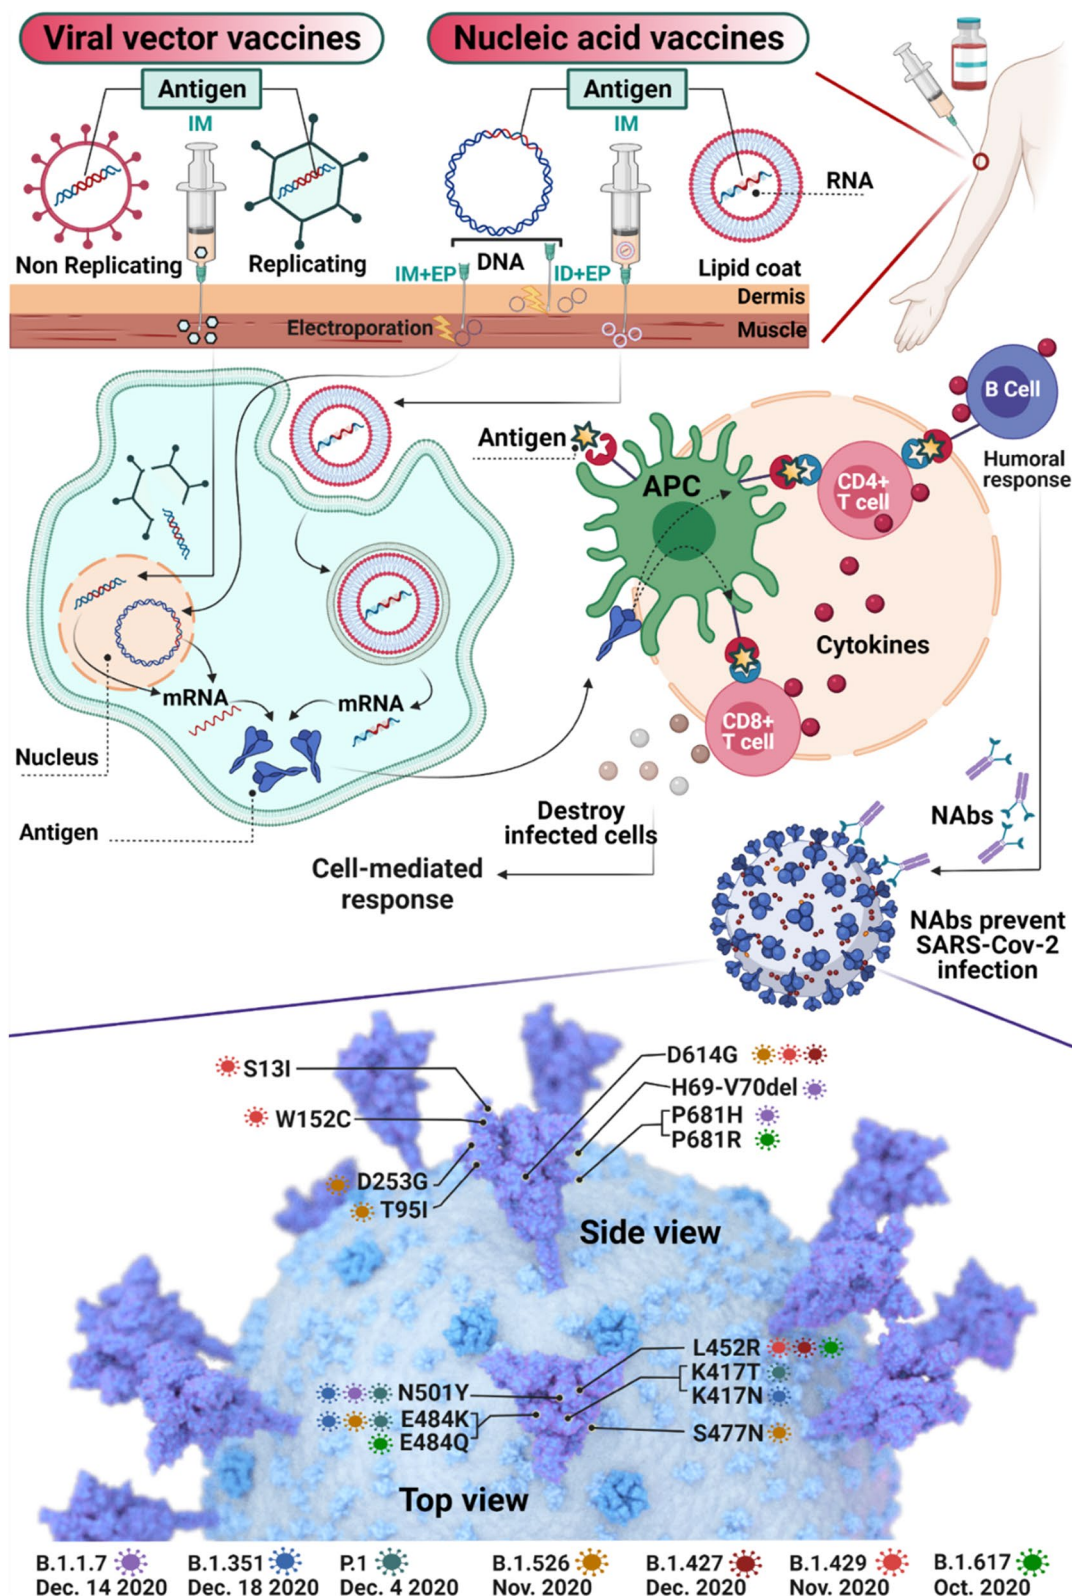 Viral vector vaccines
Nucleic acid vaccines
Antigen
IM
Antigen
IM
RNA
Non Replicating
Replicating
IM+EP
DNA
ID+EP
Lipid coat
Dermis
Electroporation
Muscle
B Cell
Antigen
APC
CD4+
T cell
Humoral
response
Cytokines
mRNA
mRNA
CD8+
T cell
Nucleus
Antigen
Destroy
infected cells
NAbs
Cell-mediated
response
NAbs prevent
SARS-Cov-2
infection
S13I
D614G
H69-V70del
W152C
P681H
P681R
D253G
T95I
Side view
L452R
K417T
N501Y
K417N
E484K
S477N
E484Q
Top view
B.1.1.7
Dec. 14 2020
B.1.351
Dec. 18 2020
P.1
Dec. 4 2020
B.1.526
Nov. 2020
B.1.427
Dec. 2020
B.1.429
Nov. 2020
B.1.617
Oct. 2020